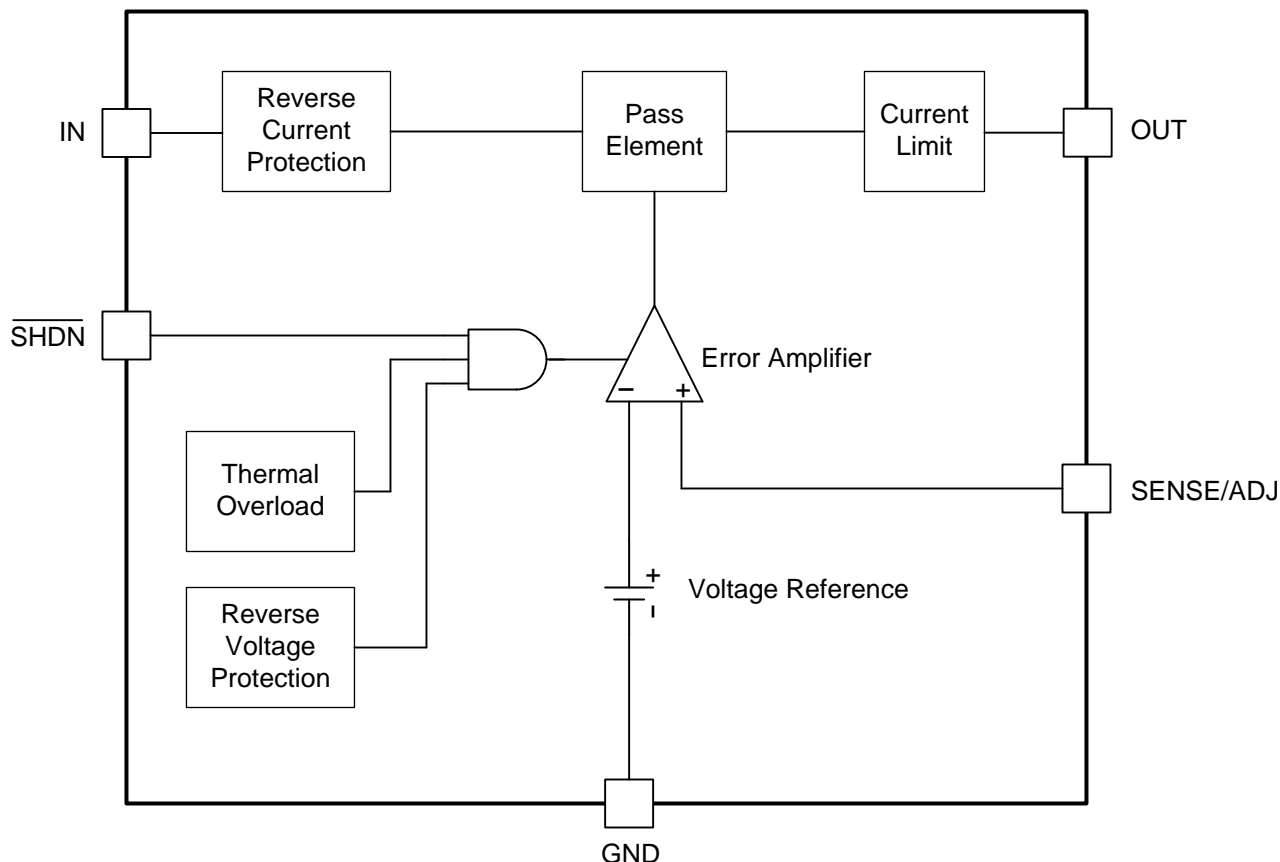 Reverse
Current
Protection
Pass
Element
Current
Limit
IN
OUT
SHDN
Error Amplifier
− +
Thermal
Overload
SENSE/ADJ
+
Voltage Reference
−
Reverse
Voltage
Protection
GND